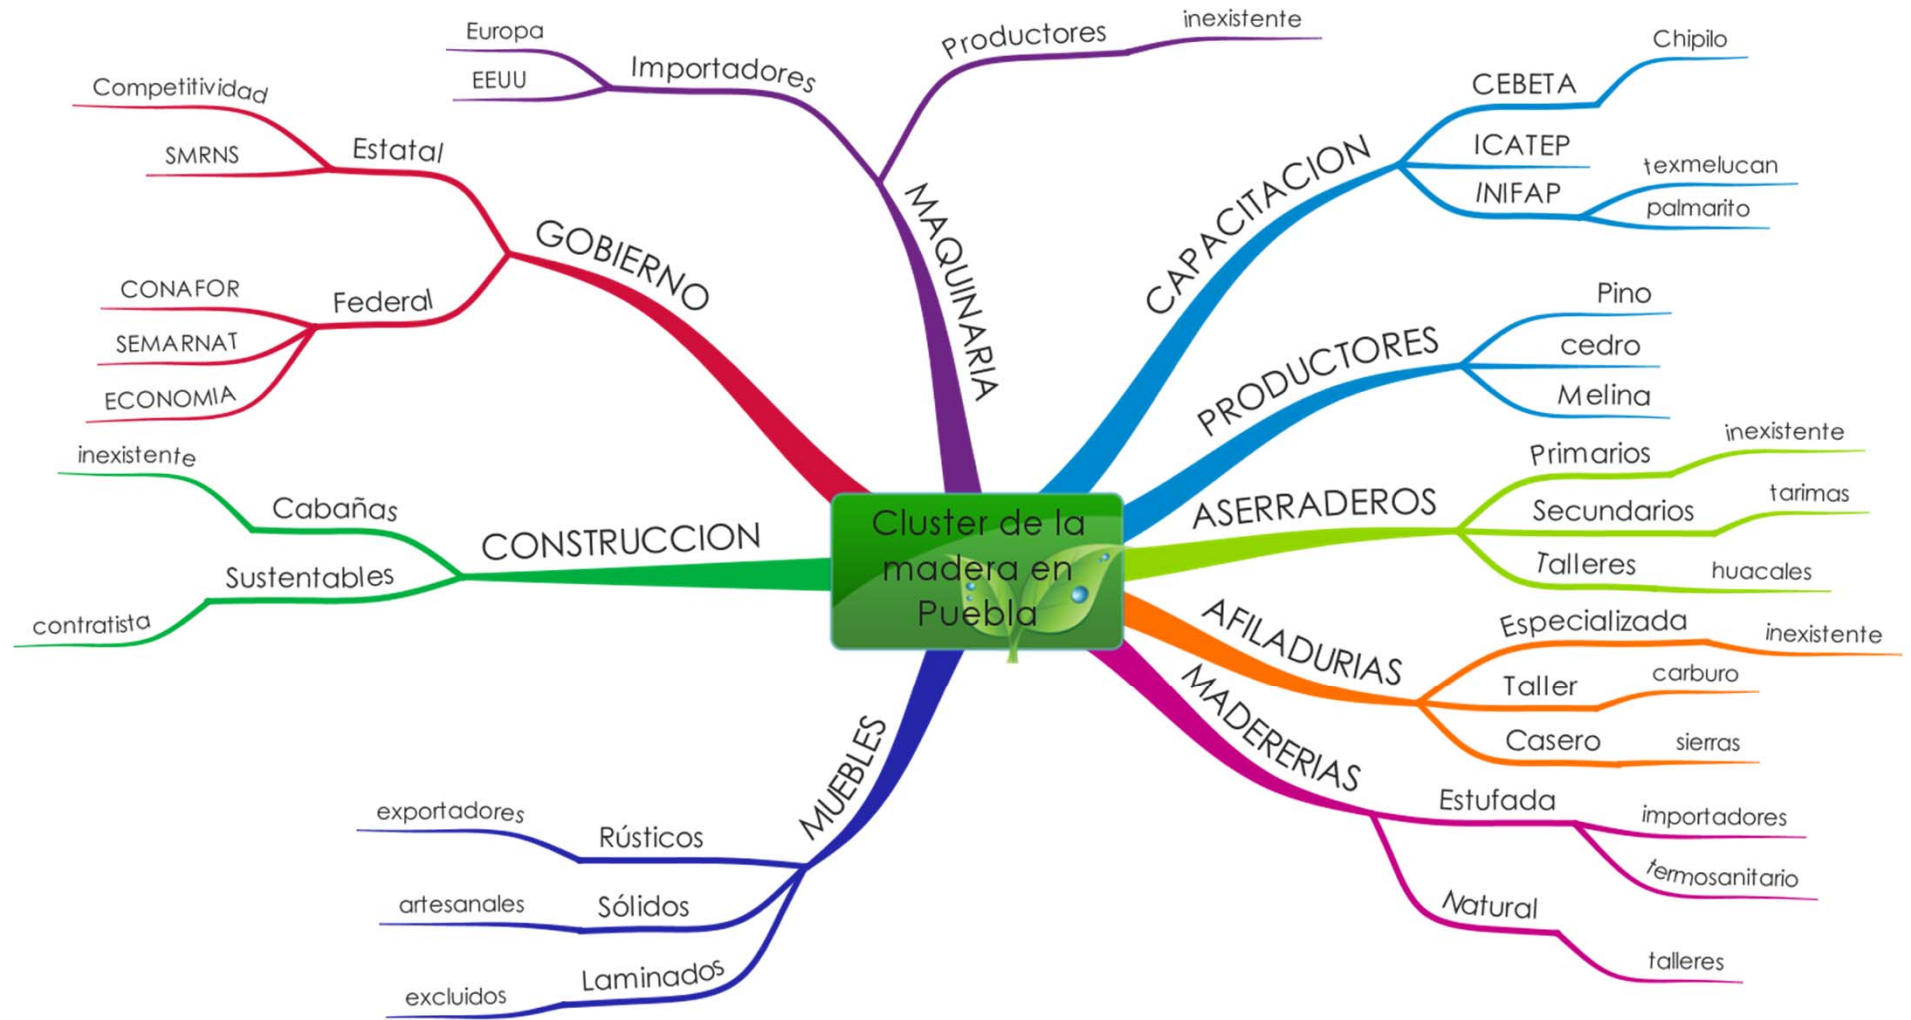 Cluster de la
madera en
Puebla
CAPACITACION
CEBETA
Chipilo
ICATEP
INIFAP
texmelucan
palmarito
PRODUCTORES
Pino
cedro
Melina
ASERRADEROS
Primarios
inexistente
Secundarios
tarimas
Talleres
huacales
AFILADURIAS
Especializada
inexistente
Taller
carburo
Casero
sierras
MADERERIAS
Estufada
importadores
termosanitario
Natural
talleres
MUEBLES
Rústicos
exportadores
Sólidos
artesanales
Laminados
excluidos
CONSTRUCCION
Cabañas
inexistente
Sustentables
contratista
GOBIERNO
Estatal
Competitividad
SMRNS
Federal
CONAFOR
SEMARNAT
ECONOMIA
MAQUINARIA
Importadores
Europa
EEUU
Productores
inexistente